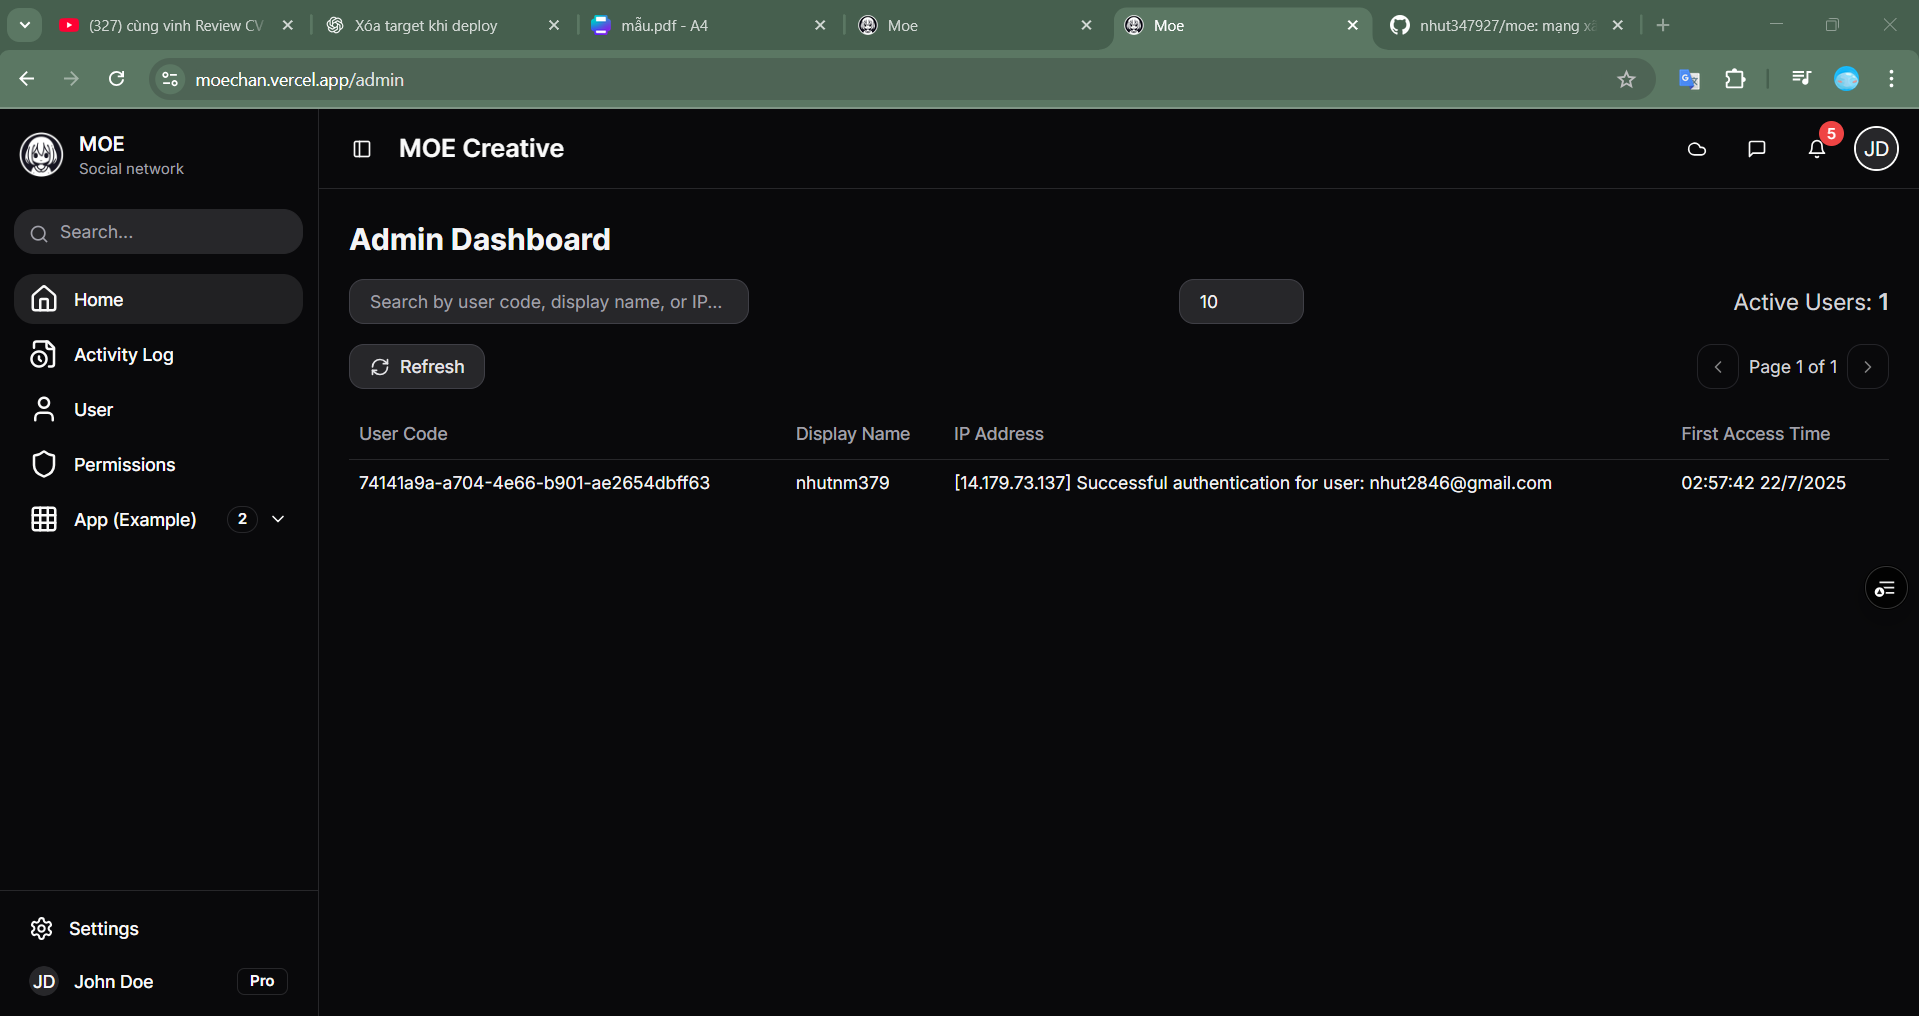 (327) cùng vinh Review CV
Xóa target khi deploy
mẫu.pdf - A4
Moe
Moe
nhut347927/moe: mạng xã
moechan.vercel.app/admin
MOE
Social network
MOE Creative
5
JD
Search...
Home
Activity Log
User
Permissions
App (Example)
2
Admin Dashboard
Search by user code, display name, or IP...
10
Active Users: 1
Refresh
Page 1 of 1
User Code
Display Name
IP Address
First Access Time
74141a9a-a704-4e66-b901-ae2654dbff63
nhutnm379
[14.179.73.137] Successful authentication for user: nhut2846@gmail.com
02:57:42 22/7/2025
Settings
JD
John Doe
Pro